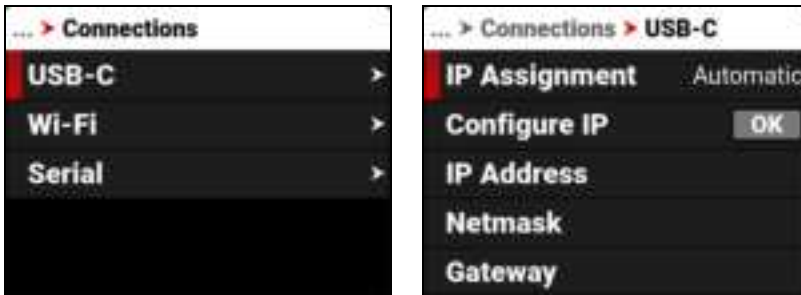 ... > Connections
USB-C >
Wi-Fi >
Serial >
... > Connections > USB-C
IP Assignment Automatic
Configure IP OK
IP Address
Netmask
Gateway